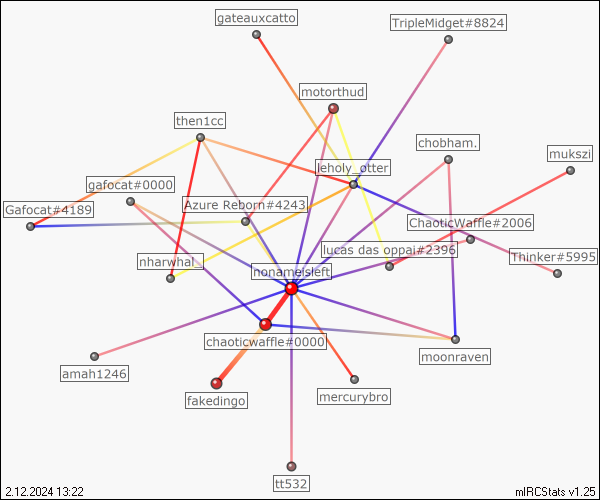 gateauxcatto
TripleMidget#8824
motorthud
then1cc
chobham.
mukszi
leholy_otter
gafocat#0000
Gafocat#4189
Azure Reborn#4243
ChaoticWaffle#2006
lucas das oppai#2396
Thinker#5995
nharwhal_
nonameisleft
chaoticwaffle#0000
moonraven
amah1246
fakedingo
mercurybro
tt532
2.12.2024 13:22
mIRCStats v1.25